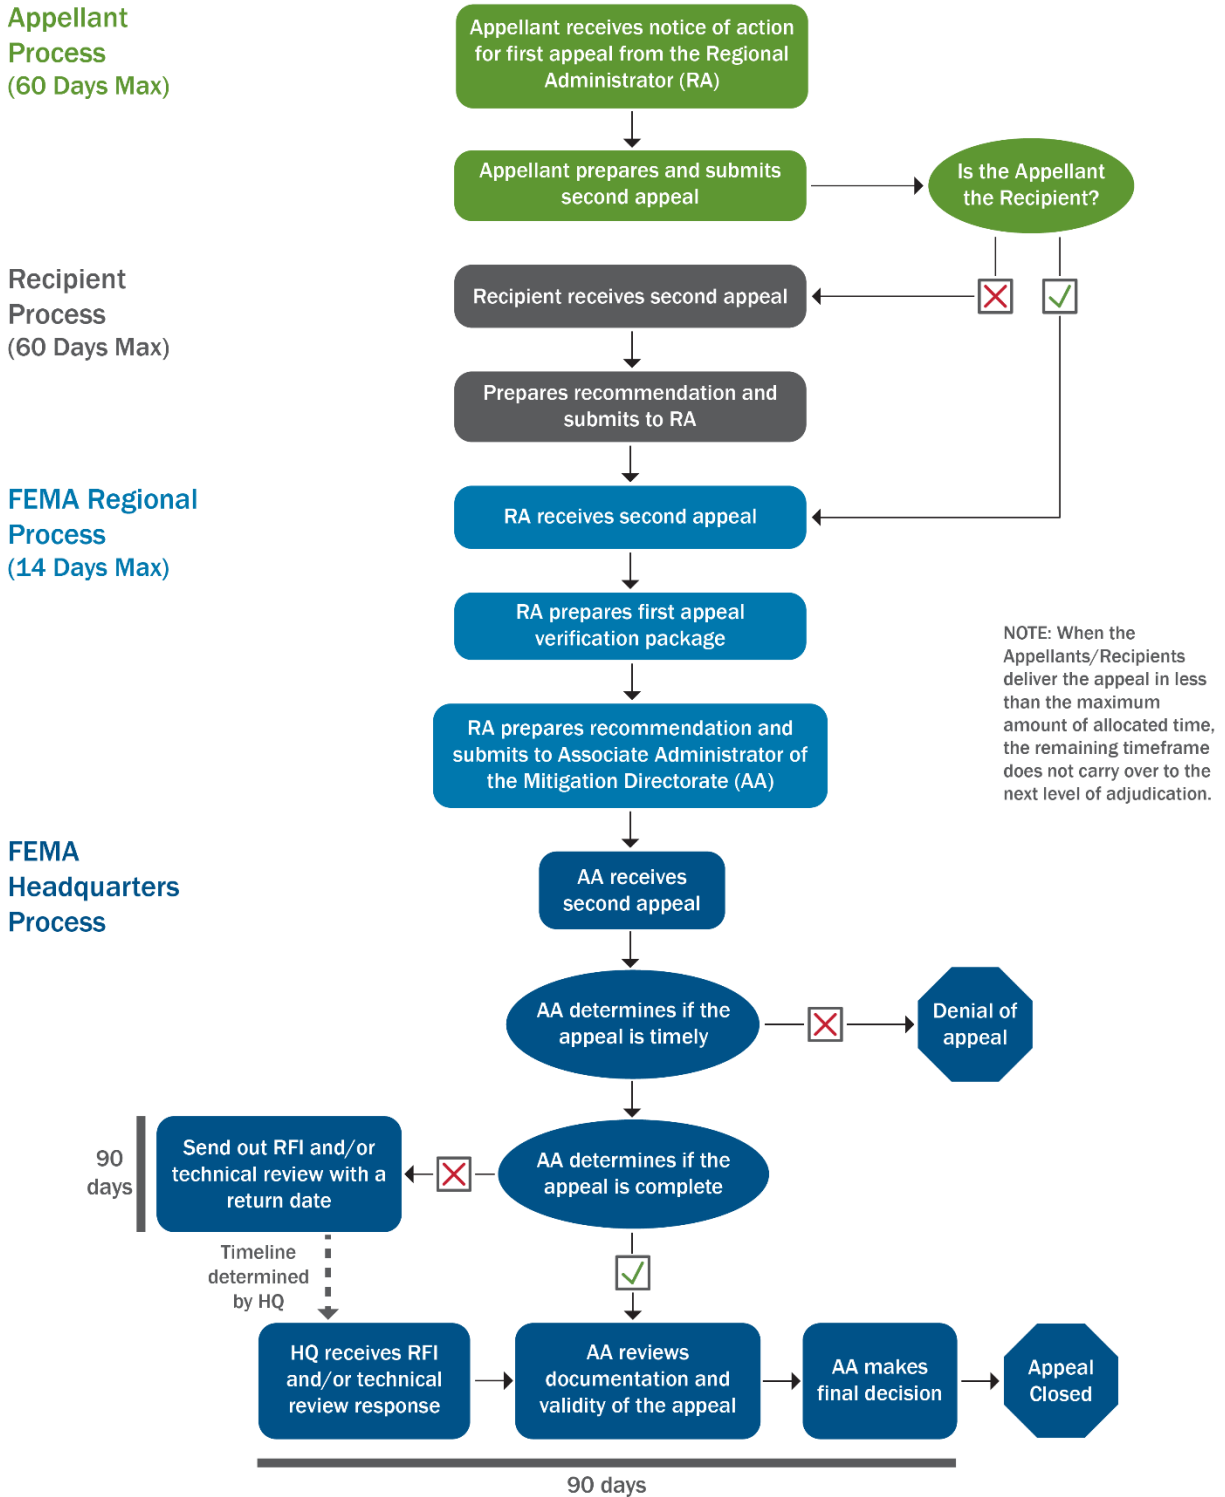 Appellant
Process
(60 Days Max)
Appellant receives notice of action
for first appeal from the Regional
Administrator (RA)
Appellant prepares and submits
second appeal
Is the Appellant
the Recipient?
Recipient
Process
(60 Days Max)
Recipient receives second appeal
Prepares recommendation and
submits to RA
FEMA Regional
Process
(14 Days Max)
RA receives second appeal
RA prepares first appeal
verification package
RA prepares recommendation and
submits to Associate Administrator of
the Mitigation Directorate (AA)
NOTE: When the
Appellants/Recipients
deliver the appeal in less
than the maximum
amount of allocated time,
the remaining timeframe
does not carry over to the
next level of adjudication.
FEMA
Headquarters
Process
AA receives
second appeal
AA determines if the
appeal is timely
Denial of
appeal
AA determines if the
appeal is complete
Send out RFI and/or
technical review with a
return date
90
days
Timeline
determined
by HQ
HQ receives RFI
and/or technical
review response
AA reviews
documentation and
validity of the appeal
AA makes
final decision
Appeal
Closed
90 days